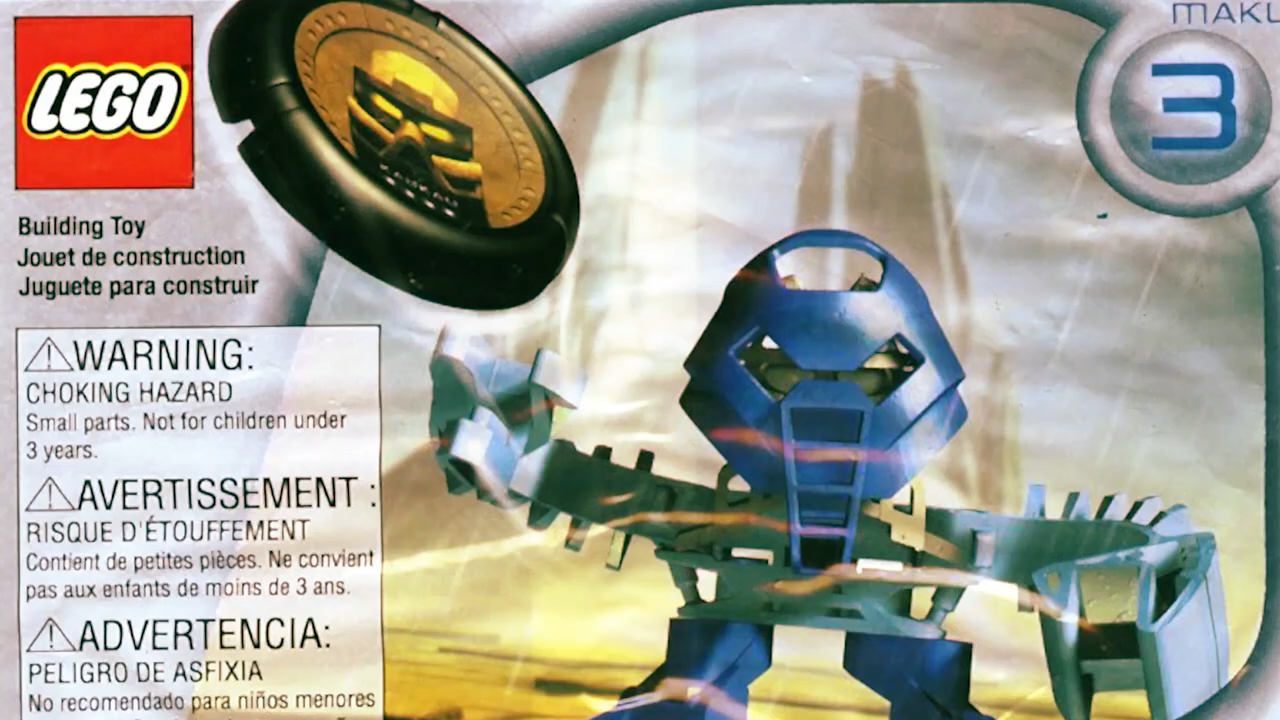 LEGO
Building Toy
Jouet de construction
Juguete para construir
WARNING:
CHOKING HAZARD
Small parts. Not for children under
3 years.
AVERTISSEMENT :
RISQUE D'ÉTOUFFEMENT
Contient de petites pièces. Ne convient
pas aux enfants de moins de 3 ans.
ADVERTENCIA:
PELIGRO DE ASFIXIA
No recomendado para niños menores
MAKU
3